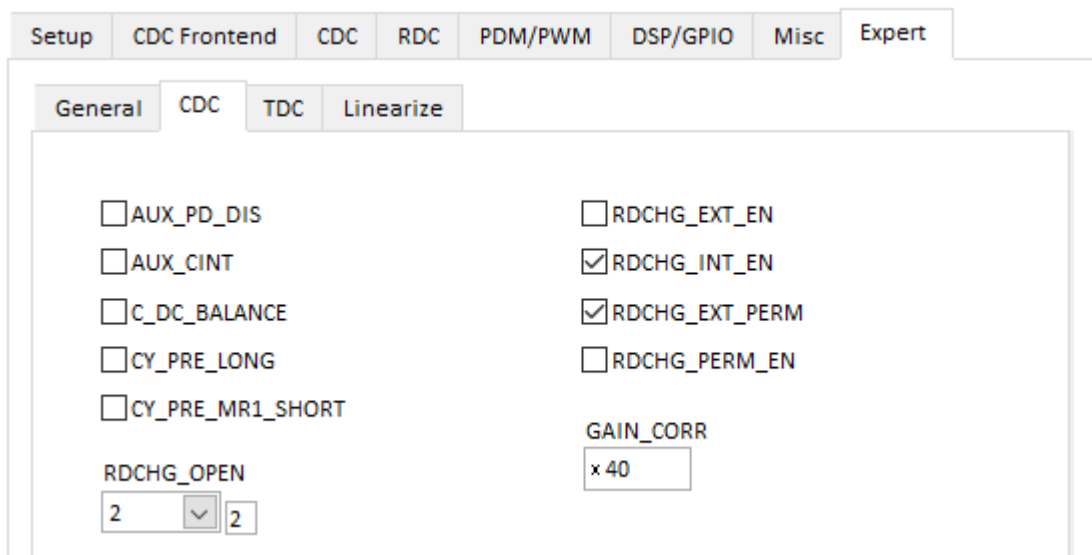 Setup CDC Frontend CDC RDC PDM/PWM DSP/GPIO Misc Expert
General CDC TDC Linearize
AUX_PD_DIS
AUX_CINT
C_DC_BALANCE
CY_PRE_LONG
CY_PRE_MR1_SHORT
RDCHG_OPEN
2 2
RDCHG_EXT_EN
RDCHG_INT_EN
RDCHG_EXT_PERM
RDCHG_PERM_EN
GAIN_CORR
x 40